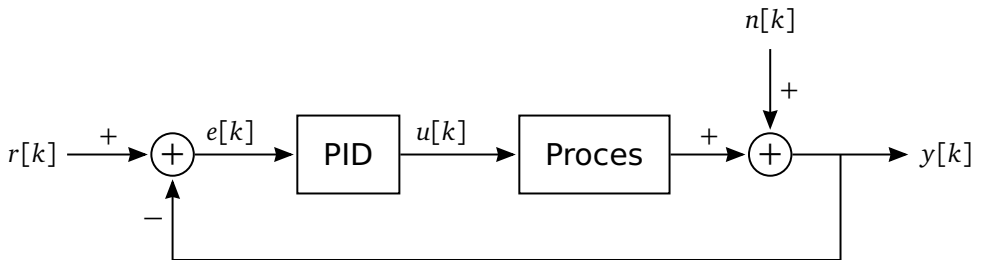 n[k]
+
r[k] + + e[k] PID u[k] Proces + + y[k]
−